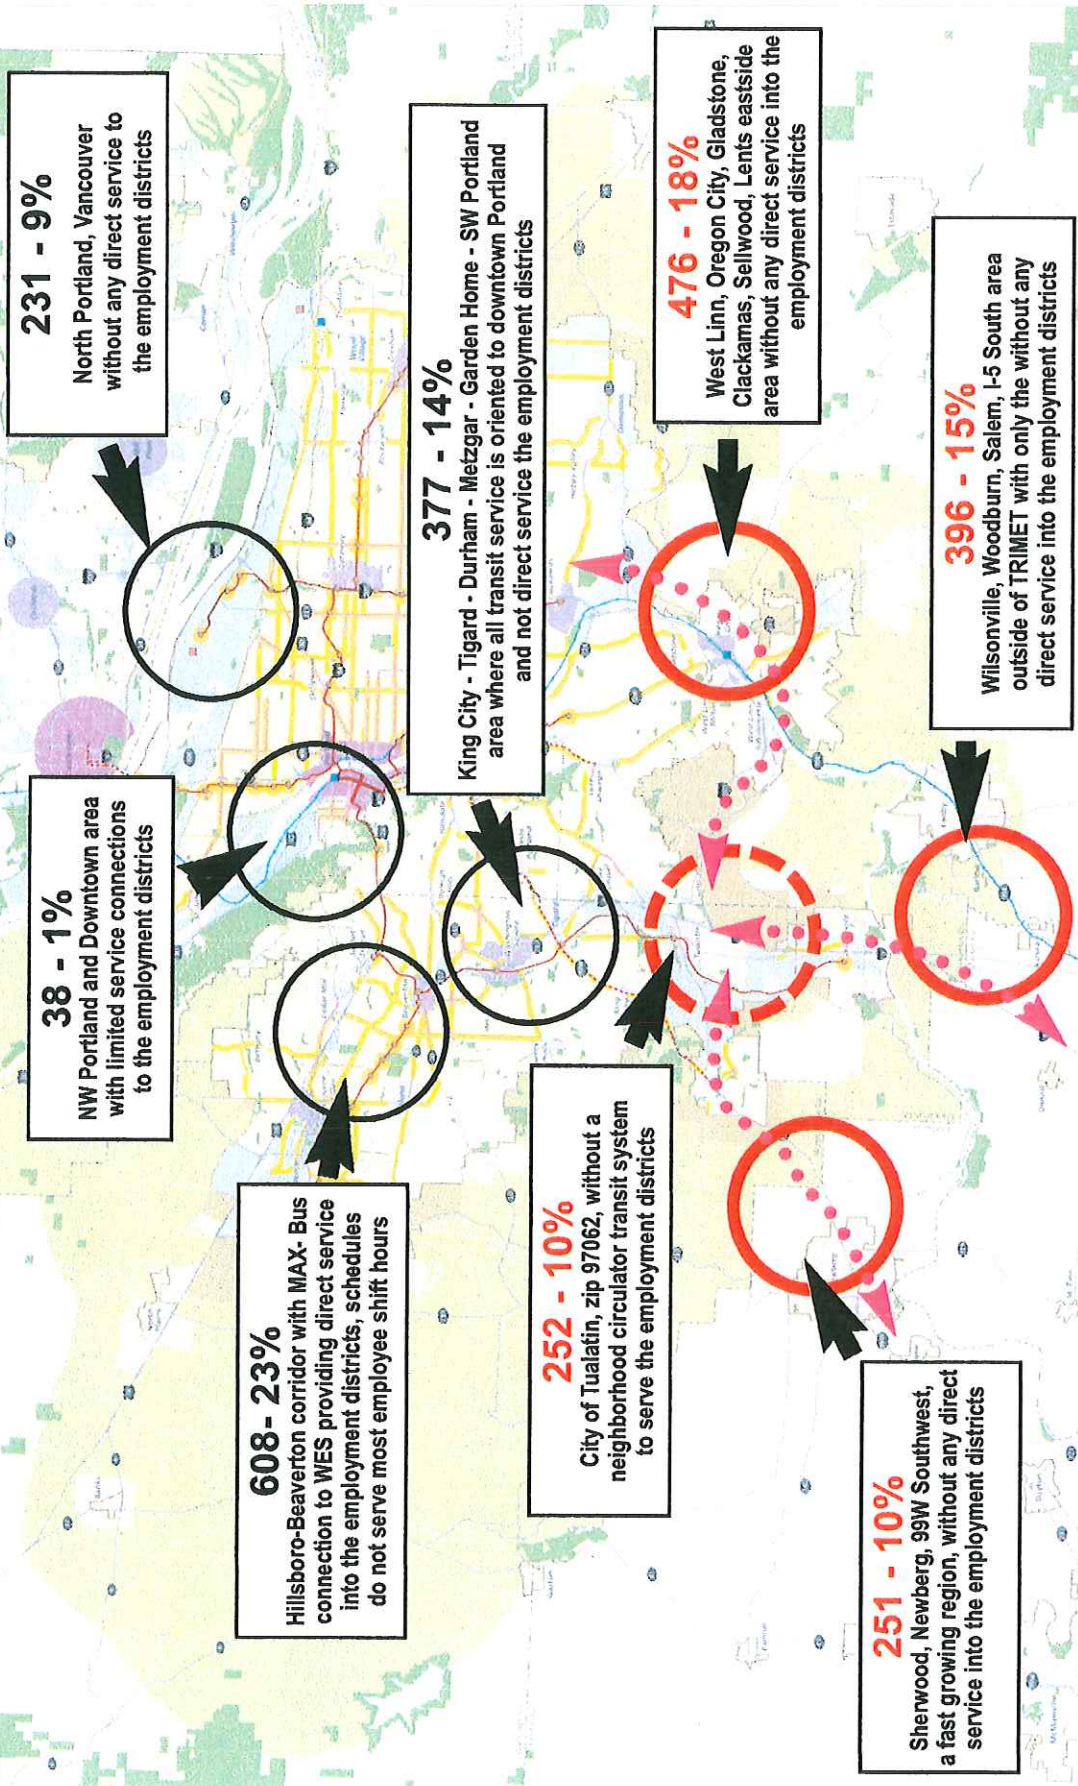 231 - 9%
North Portland, Vancouver
without any direct service to
the employment districts
38 - 1%
NW Portland and Downtown area
with limited service connections
to the employment districts
608- 23%
Hillsboro-Beaverton corridor with MAX- Bus
connection to WES providing direct service
into the employment districts, schedules
do not serve most employee shift hours
377 - 14%
King City - Tigard - Durham - Metzgar - Garden Home - SW Portland
area where all transit service is oriented to downtown Portland
and not direct service the employment districts
252 - 10%
City of Tualatin, zip 97062, without a
neighborhood circulator transit system
to serve the employment districts
476 - 18%
West Linn, Oregon City, Gladstone,
Clackamas, Sellwood, Lents eastside
area without any direct service into the
employment districts
251 - 10%
Sherwood, Newberg, 99W Southwest,
a fast growing region, without any direct
service into the employment districts
396 - 15%
Wilsonville, Woodburn, Salem, I-5 South area
outside of TRIMET with only the without any
direct service into the employment districts
Banks
Gaston
Dayton
Estacada